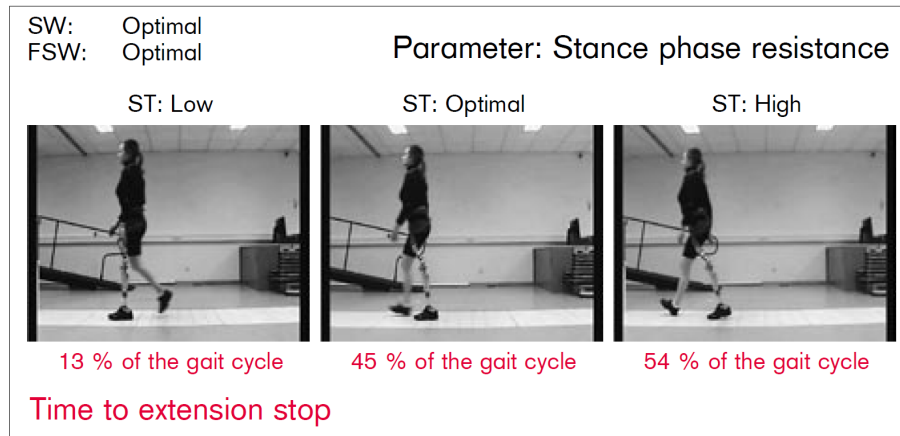 SW: Optimal
FSW: Optimal
Parameter: Stance phase resistance
ST: Low
ST: Optimal
ST: High
13 % of the gait cycle
45 % of the gait cycle
54 % of the gait cycle
Time to extension stop